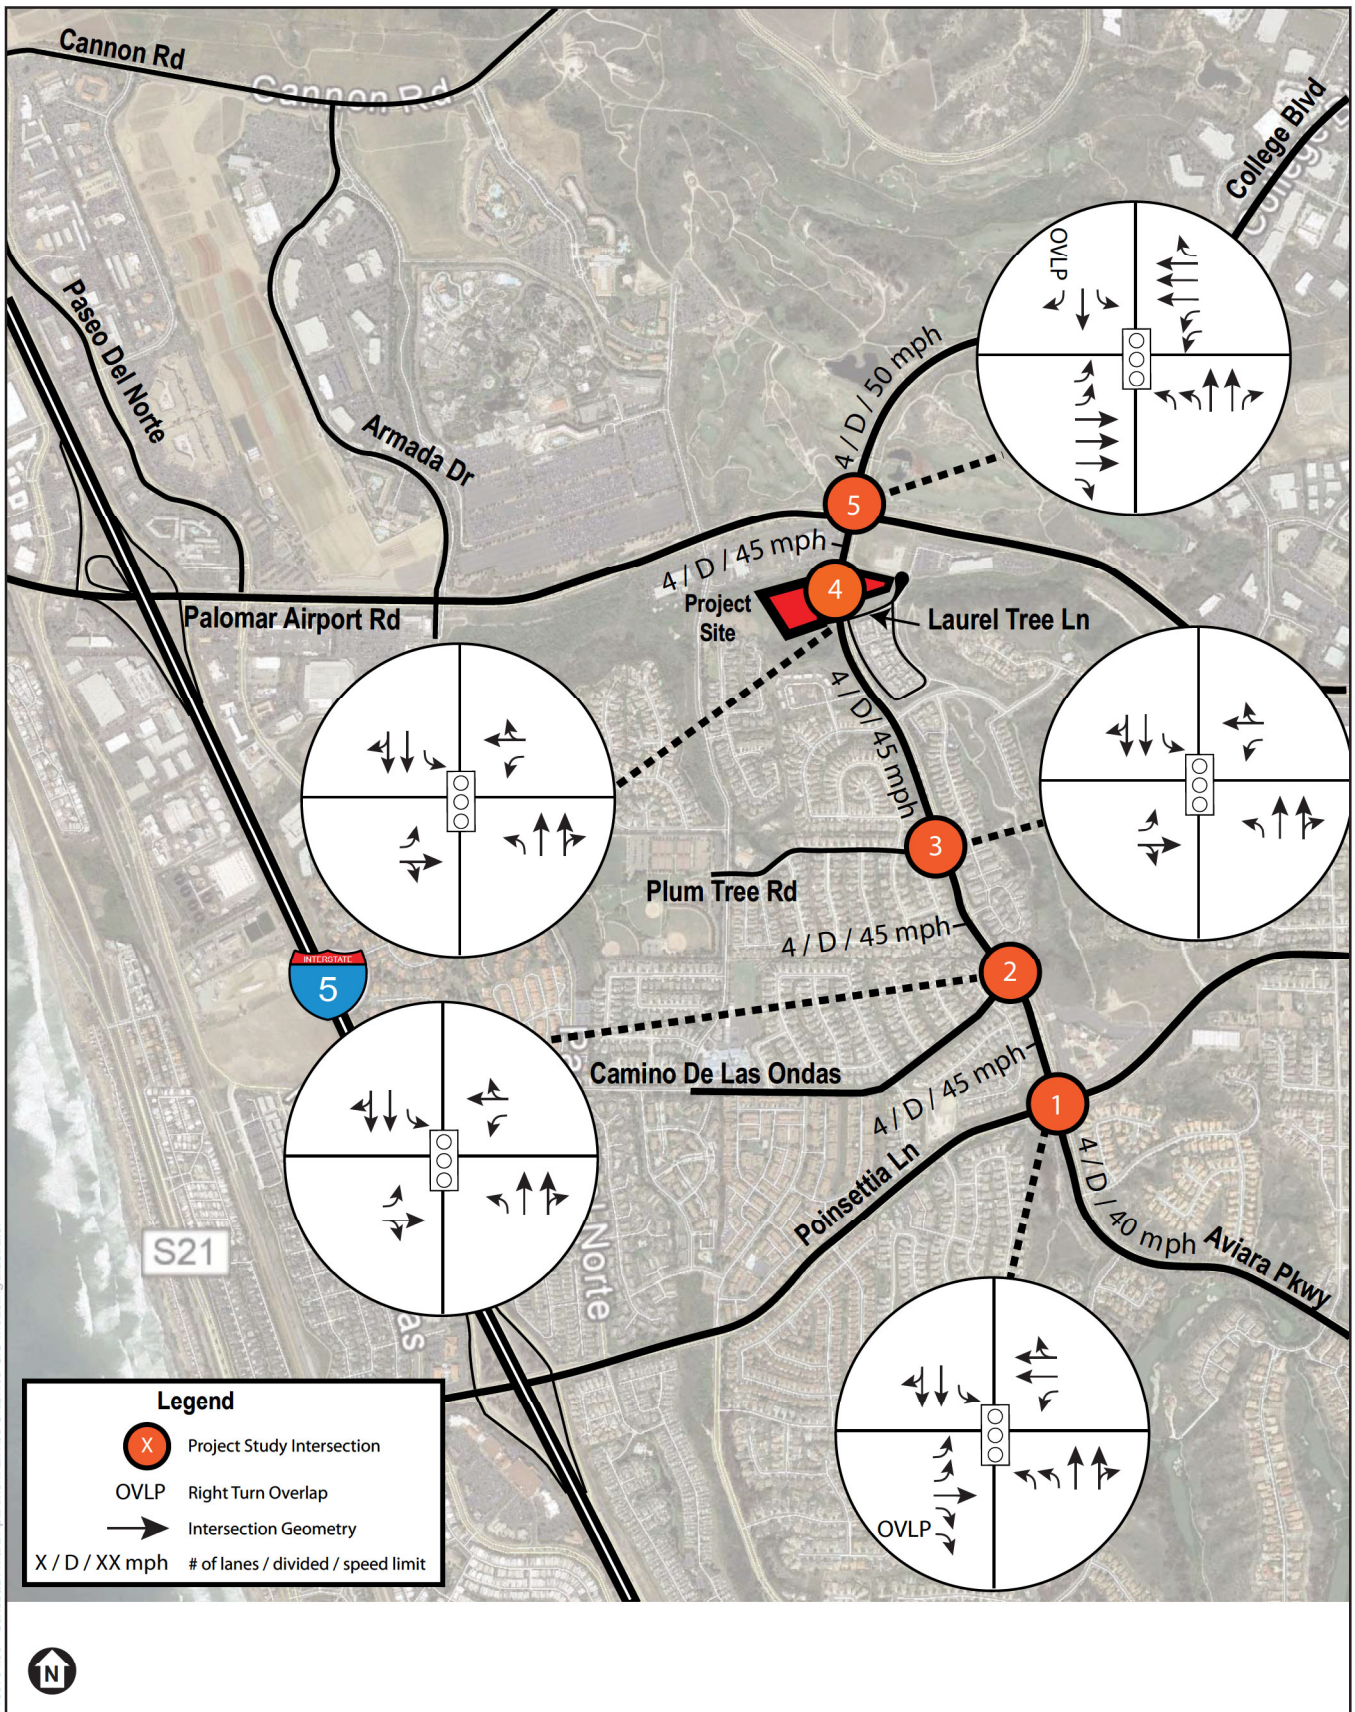 Cannon Rd
Cannon Rd
College Blvd
College
Paseo Del Norte
OVLP
4 / D / 50 mph
Armada Dr
5
4 / D / 45 mph
4
Project
Site
Palomar Airport Rd
Laurel Tree Ln
4 / D / 45 mph
3
Plum Tree Rd
4 / D / 45 mph
INTERSTATE
5
2
Camino De Las Ondas
4 / D / 45 mph
1
Poinsettia Ln
4 / D / 40 mph
Aviara Pkwy
S21
Norte
as
OVLP
Legend
X Project Study Intersection
OVLP Right Turn Overlap
Intersection Geometry
X / D / XX mph # of lanes / divided / speed limit
N